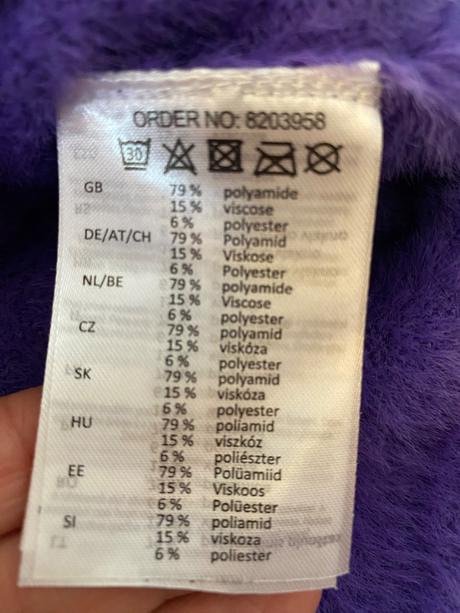 ORDER NO: 8203958
30
GB 79 % polyamide
15 % viscose
6 % polyester
DE/AT/CH 79 % Polyamid
15 % Viskose
6 % Polyester
NL/BE 79 % polyamide
15 % Viscose
6 % polyester
CZ 79 % polyamid
15 % viskóza
6 % polyester
SK 79 % polyamid
15 % viskóza
6 % polyester
HU 79 % poliamid
15 % viszkóz
6 % poliészter
EE 79 % Polüamiid
15 % Viskoos
6 % Polüester
SI 79 % poliamid
15 % viskoza
6 % poliester